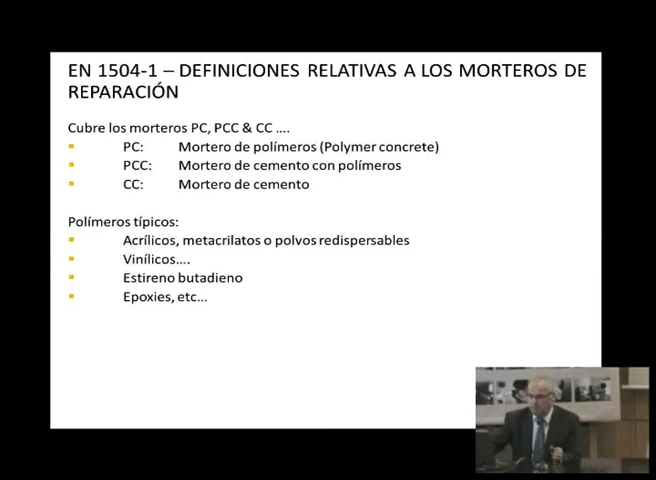 EN 1504-1 – DEFINICIONES RELATIVAS A LOS MORTEROS DE
REPARACIÓN
Cubre los morteros PC, PCC & CC ....
PC: Mortero de polímeros (Polymer concrete)
PCC: Mortero de cemento con polímeros
CC: Mortero de cemento
Polímeros típicos:
Acrílicos, metacrilatos o polvos redispersables
Vinílicos....
Estireno butadieno
Epoxies, etc...